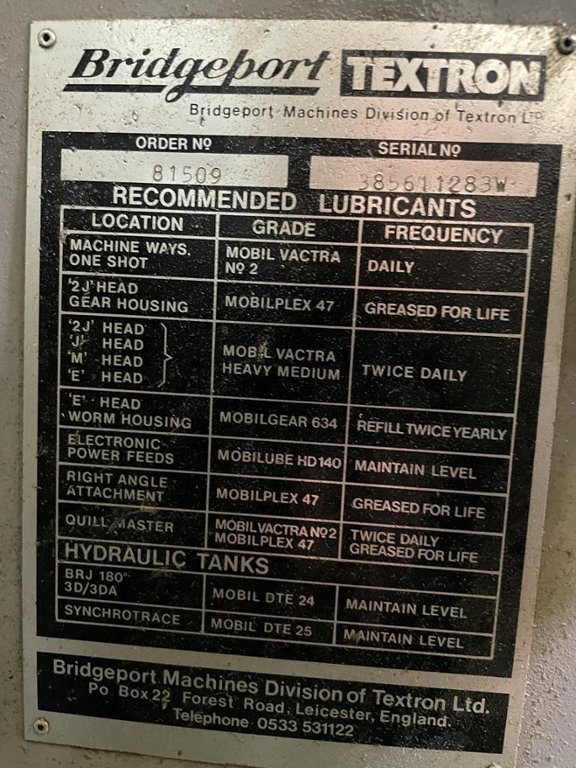 Bridgeport TEXTRON
Bridgeport Machines Division of Textron LTD
ORDER Nº SERIAL Nº
81509 385611283W
RECOMMENDED LUBRICANTS
LOCATION GRADE FREQUENCY
MACHINE WAYS. ONE SHOT MOBIL VACTRA Nº 2 DAILY
'2J' HEAD GEAR HOUSING MOBILPLEX 47 GREASED FOR LIFE
'2J' HEAD
'J' HEAD
'M' HEAD
'E' HEAD
MOBIL VACTRA HEAVY MEDIUM TWICE DAILY
'E' HEAD WORM HOUSING MOBILGEAR 634 REFILL TWICE YEARLY
ELECTRONIC POWER FEEDS MOBILUBE HD140 MAINTAIN LEVEL
RIGHT ANGLE ATTACHMENT MOBILPLEX 47 GREASED FOR LIFE
QUILL MASTER MOBIL VACTRA Nº2 TWICE DAILY
MOBILPLEX 47 GREASED FOR LIFE
HYDRAULIC TANKS
BRJ 180° 3D/3DA MOBIL DTE 24 MAINTAIN LEVEL
SYNCHROTRACE MOBIL DTE 25 MAINTAIN LEVEL
Bridgeport Machines Division of Textron Ltd.
Po Box 22 Forest Road, Leicester, England.
Telephone 0533 531122